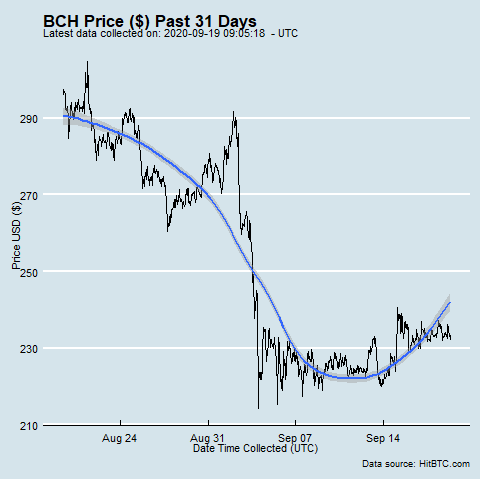 BCH Price ($) Past 31 Days
Latest data collected on: 2020-09-19 09:05:18 - UTC
Price USD ($)
290
270
250
230
210
Aug 24 Aug 31 Sep 07 Sep 14
Date Time Collected (UTC)
Data source: HitBTC.com